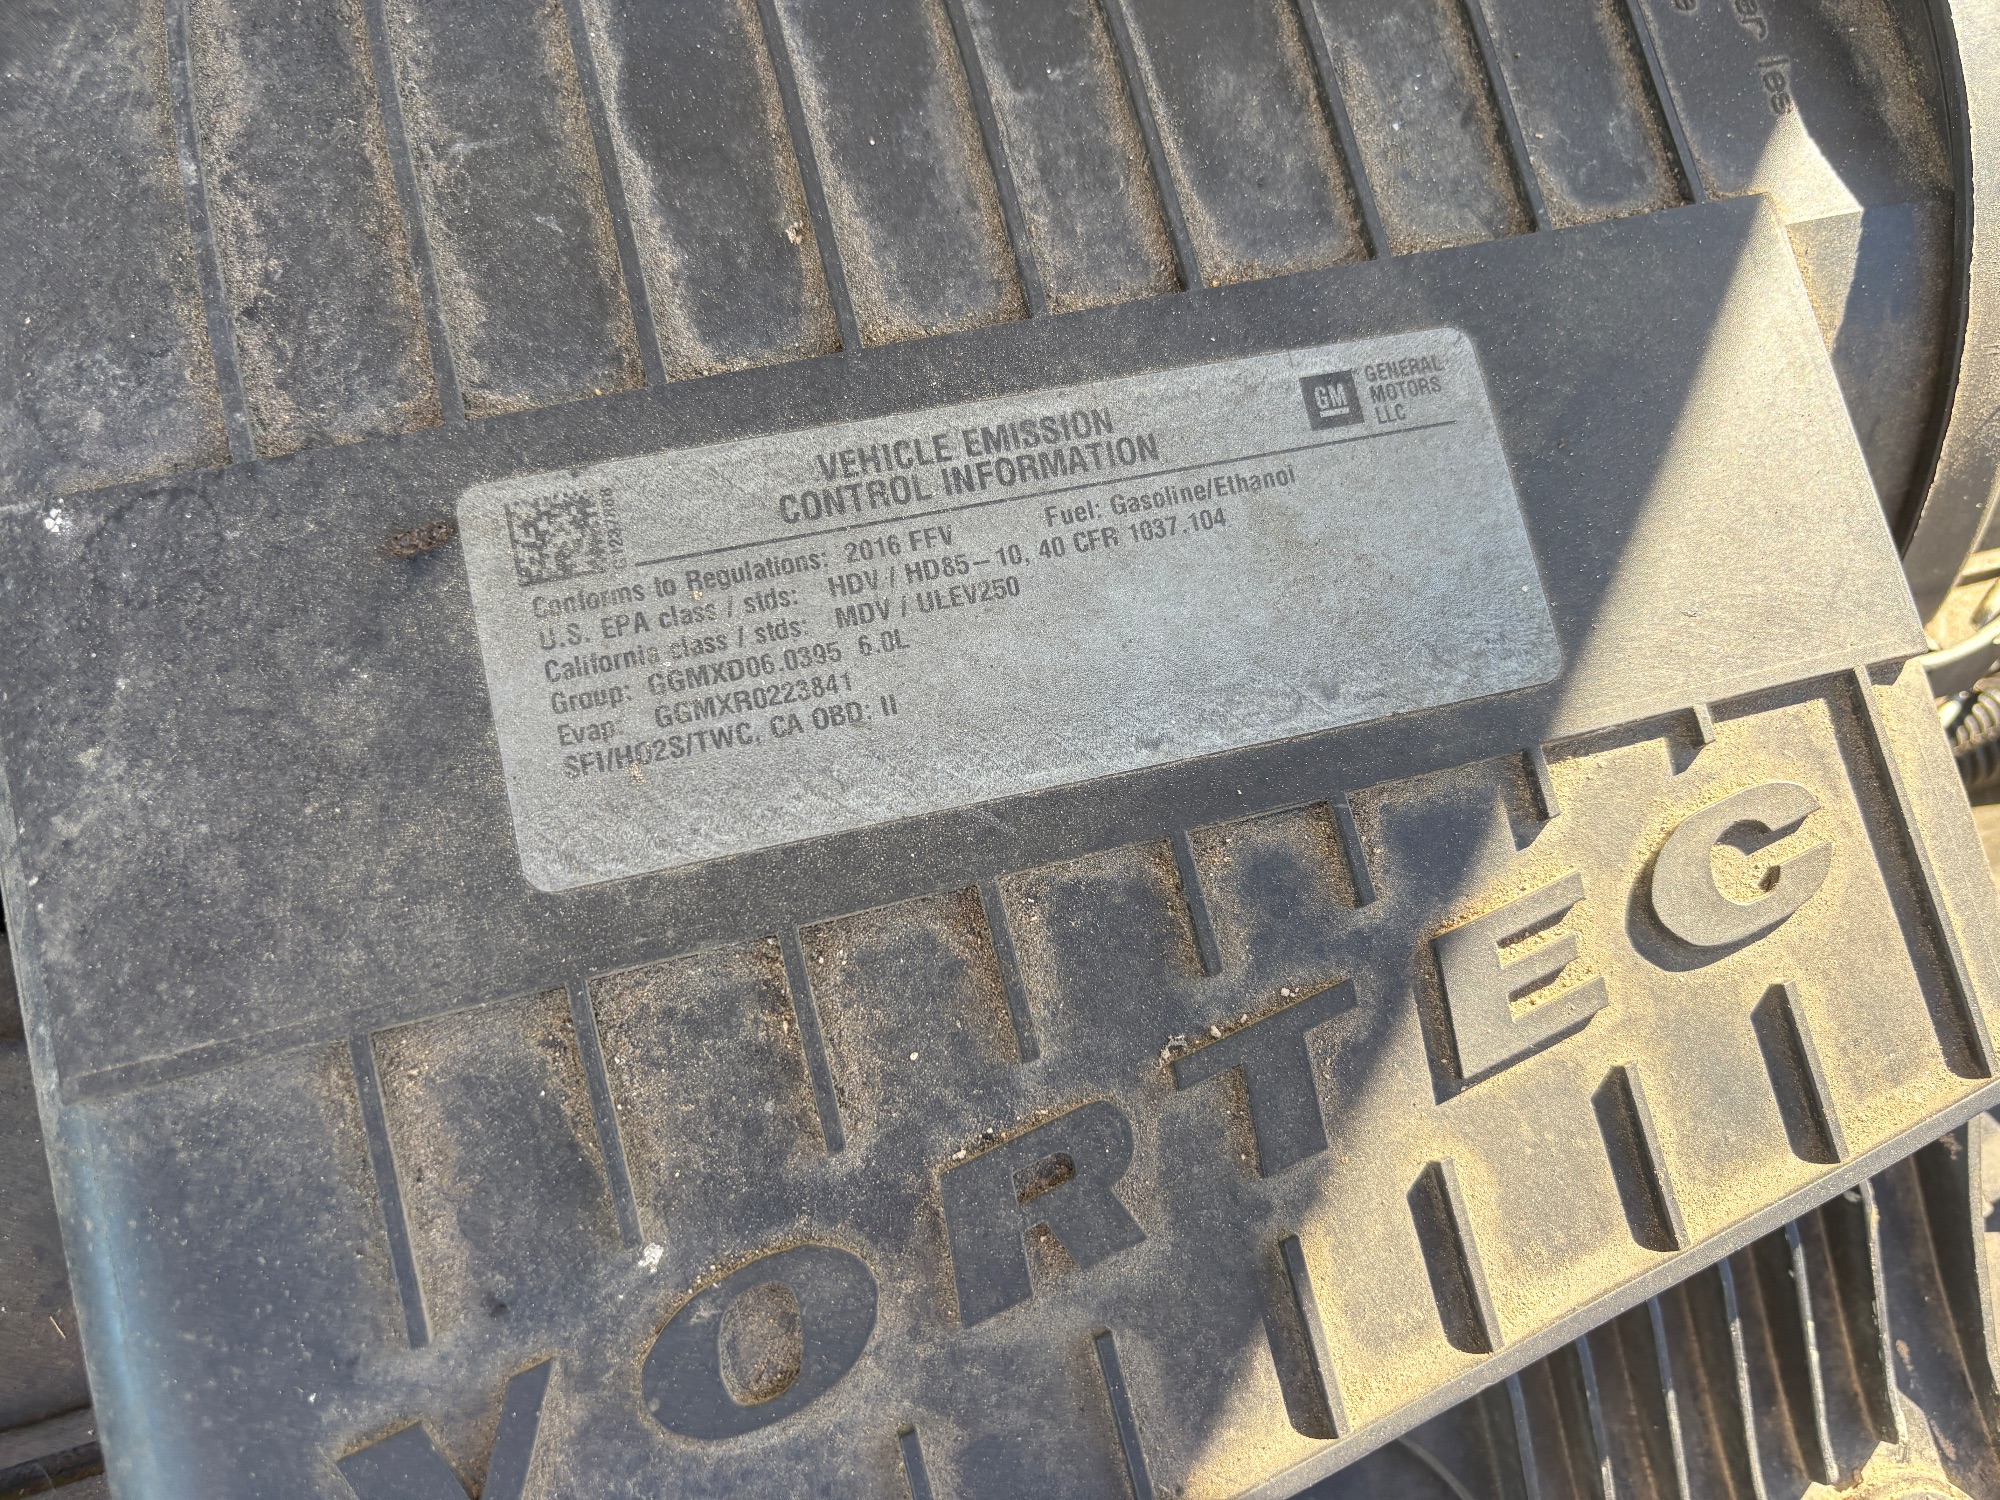 er les
e
GM
GENERAL
MOTORS
LLC
VEHICLE EMISSION
CONTROL INFORMATION
Conforms to Regulations: 2016 FFV Fuel: Gasoline/Ethanol
U.S. EPA class / stds: HDV / HD85-10, 40 CFR 1037.104
California class / stds: MDV / ULEV250
Group: GGMXD06.0395 6.0L
Evap: GGMXR0223841
SFI/HO2S/TWC, CA OBD: II
VORTEC